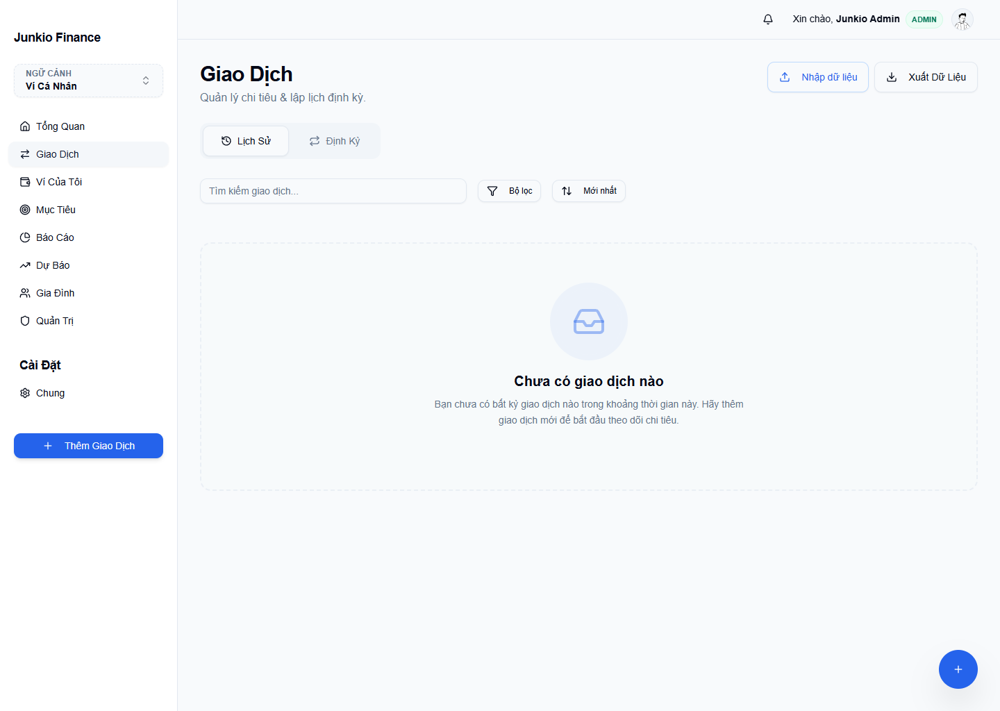 Junkio Finance
NGỮ CẢNH
Ví Cá Nhân
Tổng Quan
Giao Dịch
Ví Của Tôi
Mục Tiêu
Báo Cáo
Dự Báo
Gia Đình
Quản Trị
Cài Đặt
Chung
Thêm Giao Dịch
Xin chào, Junkio Admin
ADMIN
Giao Dịch
Quản lý chi tiêu & lập lịch định kỳ.
Nhập dữ liệu
Xuất Dữ Liệu
Lịch Sử
Định Kỳ
Tìm kiếm giao dịch...
Bộ lọc
Mới nhất
Chưa có giao dịch nào
Bạn chưa có bất kỳ giao dịch nào trong khoảng thời gian này. Hãy thêm
giao dịch mới để bắt đầu theo dõi chi tiêu.